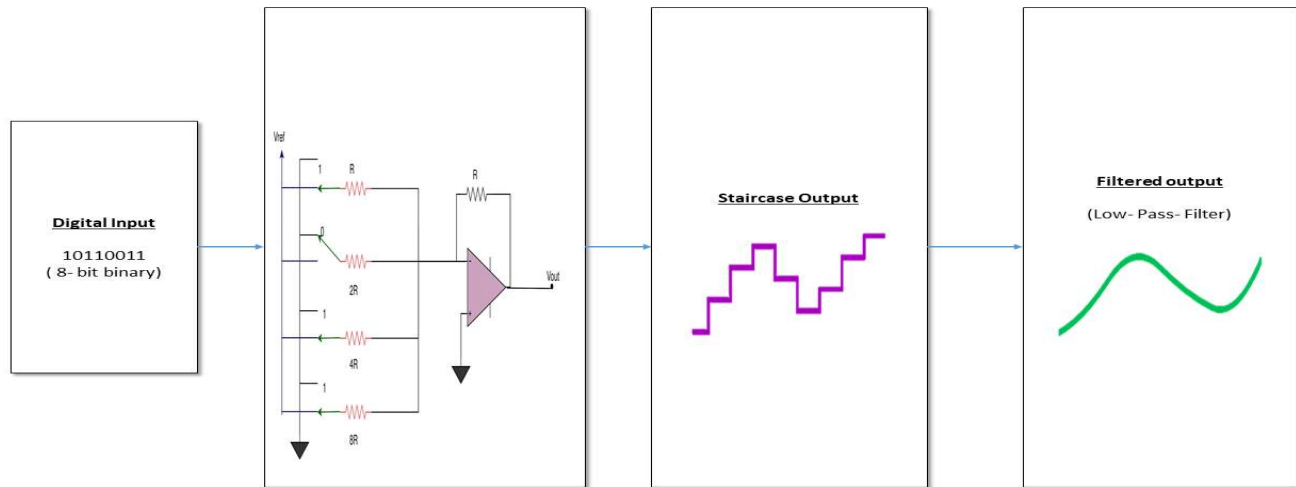 Digital Input
10110011
( 8- bit binary)
Vref
1
R
0
2R
1
4R
1
8R
R
Vout
Staircase Output
Filtered output
(Low- Pass- Filter)